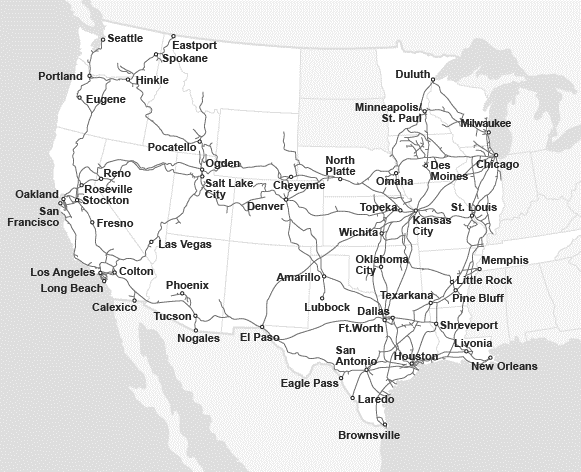 Seattle
Eastport
Spokane
Portland
Hinkle
Eugene
Duluth
Minneapolis/
St. Paul
Milwaukee
Pocatello
Ogden
North
Platte
Des
Moines
Chicago
Reno
Salt Lake
City
Cheyenne
Omaha
Roseville
Oakland
Stockton
Denver
Topeka
St. Louis
San
Francisco
Fresno
Kansas
City
Wichita
Las Vegas
Oklahoma
City
Memphis
Los Angeles
Colton
Amarillo
Little Rock
Long Beach
Phoenix
Texarkana
Pine Bluff
Calexico
Lubbock
Dallas
Tucson
Ft.Worth
Shreveport
Nogales
El Paso
Livonia
San
Antonio
Houston
New Orleans
Eagle Pass
Laredo
Brownsville